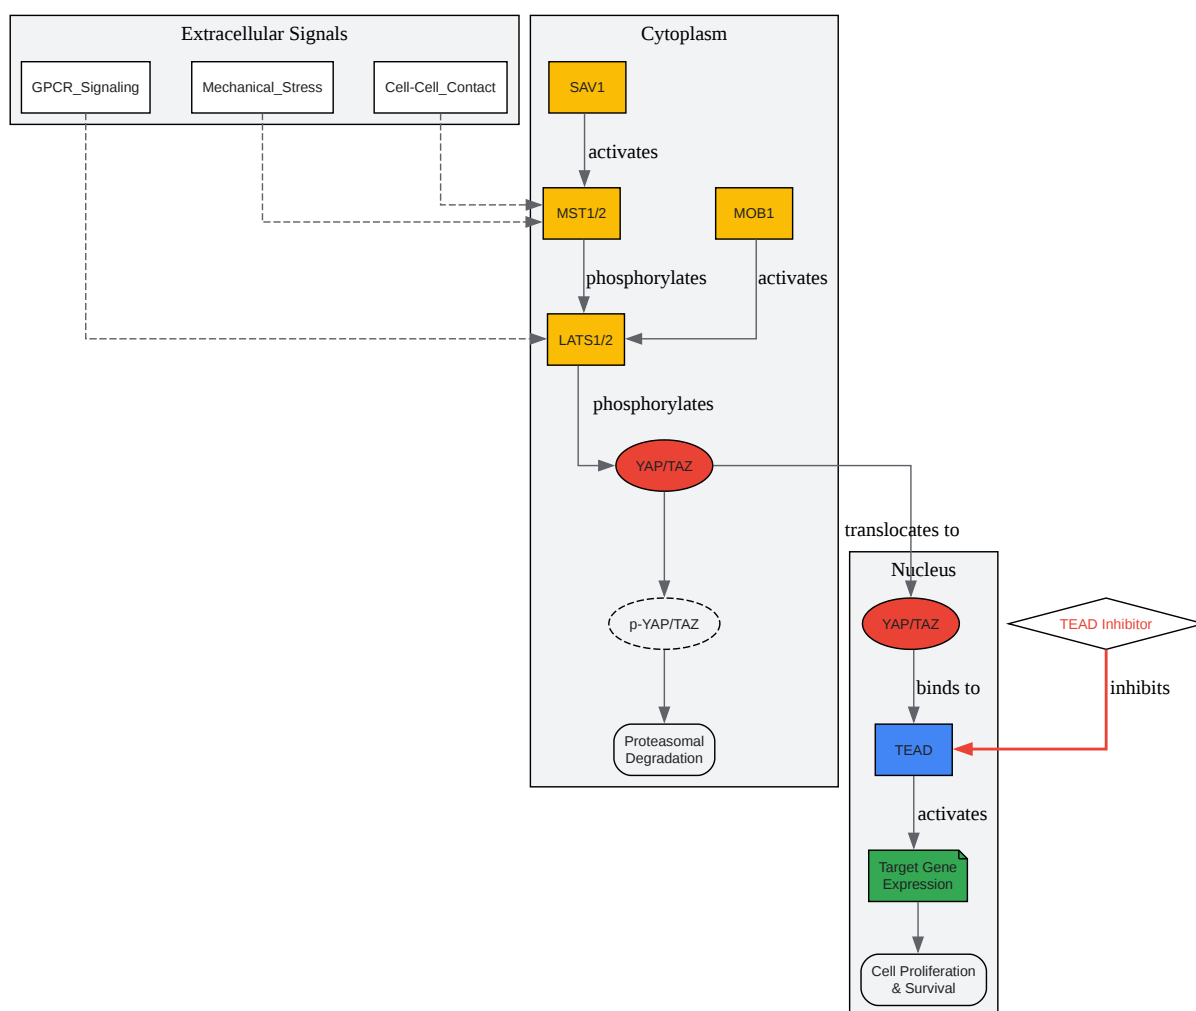 Extracellular Signals
Cytoplasm
GPCR_Signaling
Mechanical_Stress
Cell-Cell_Contact
SAV1
activates
MST1/2
MOB1
phosphorylates
activates
LATS1/2
phosphorylates
YAP/TAZ
translocates to
Nucleus
p-YAP/TAZ
YAP/TAZ
TEAD Inhibitor
binds to
inhibits
Proteasomal
Degradation
TEAD
activates
Target Gene
Expression
Cell Proliferation
& Survival